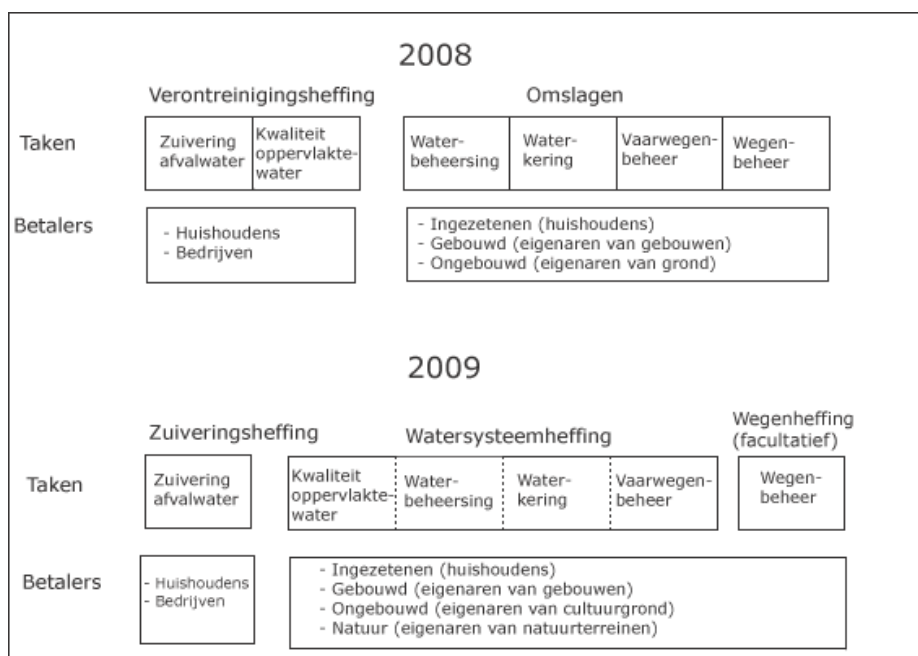 2008
Verontreinigingsheffing
Omslagen
Taken
Zuivering
afvalwater
Kwaliteit
oppervlakte-
water
Water-
beheersing
Water-
kering
Vaarwegen-
beheer
Wegen-
beheer
Betalers
- Huishoudens
- Bedrijven
- Ingezetenen (huishoudens)
- Gebouwd (eigenaren van gebouwen)
- Ongebouwd (eigenaren van grond)
2009
Zuiveringsheffing
Watersysteemheffing
Wegenheffing
(facultatief)
Taken
Zuivering
afvalwater
Kwaliteit
oppervlakte-
water
Water-
beheersing
Water-
kering
Vaarwegen-
beheer
Wegen-
beheer
Betalers
- Huishoudens
- Bedrijven
- Ingezetenen (huishoudens)
- Gebouwd (eigenaren van gebouwen)
- Ongebouwd (eigenaren van cultuurgrond)
- Natuur (eigenaren van natuurterreinen)